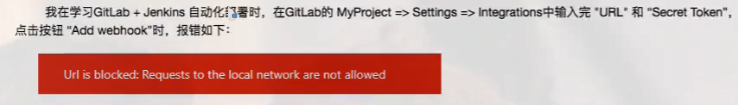 我在学习GitLab + Jenkins 自动化部署时，在GitLab的 MyProject => Settings => Integrations中输入完 "URL" 和 "Secret Token"，
点击按钮 "Add webhook"时，报错如下：
Url is blocked: Requests to the local network are not allowed